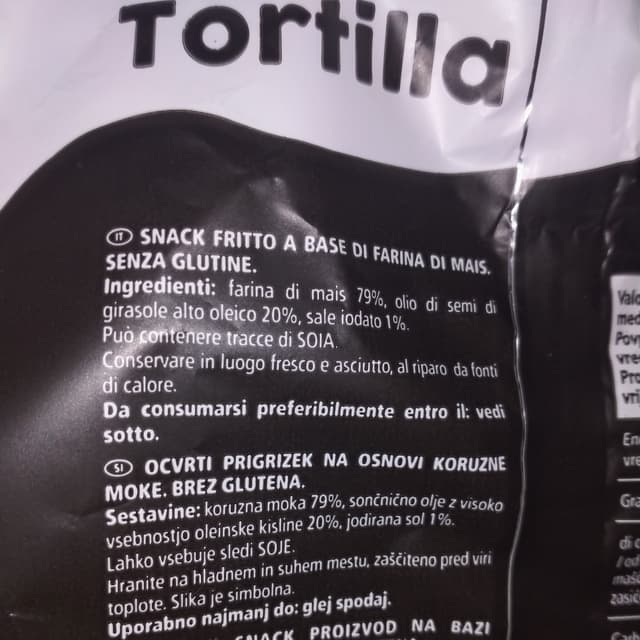 Tortilla
IT SNACK FRITTO A BASE DI FARINA DI MAIS.
SENZA GLUTINE.
Ingredienti: farina di mais 79%, olio di semi di
girasole alto oleico 20%, sale iodato 1%.
Può contenere tracce di SOIA.
Conservare in luogo fresco e asciutto, al riparo da fonti
di calore.
Da consumarsi preferibilmente entro il: vedi
sotto.
SI OCVRTI PRIGRIZEK NA OSNOVI KORUZNE
MOKE. BREZ GLUTENA.
Sestavine: koruzna moka 79%, sončnično olje z visoko
vsebnostjo oleinske kisline 20%, jodirana sol 1%.
Lahko vsebuje sledi SOJE.
Hranite na hladnem in suhem mestu, zaščiteno pred viri
toplote. Slika je simbolna.
Uporabno najmanj do: glej spodaj.
SNACK PROIZVOD NA BAZI